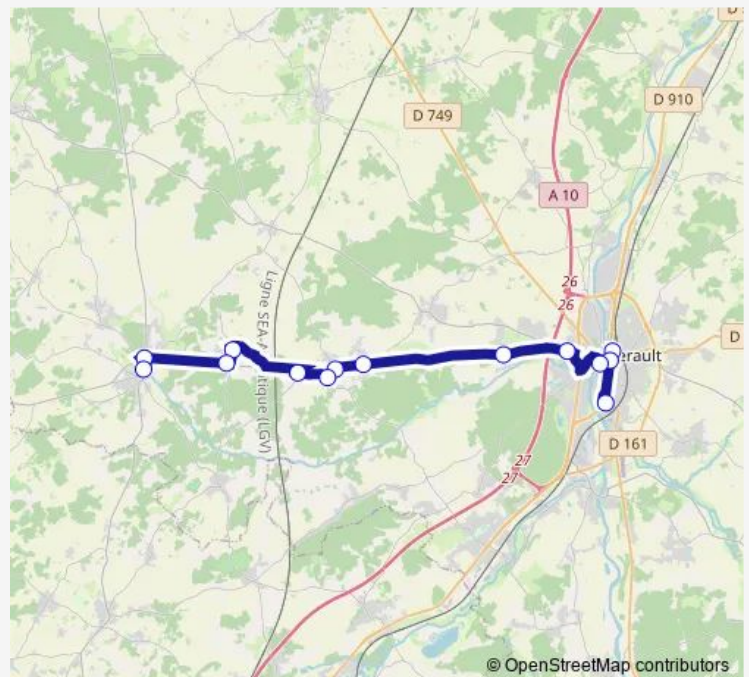 D
D 910
D 749
A 10
26
26
Ligne SEA-A
tique (LGV)
erault
D
D 161
27
27
© OpenStreetMap contributors